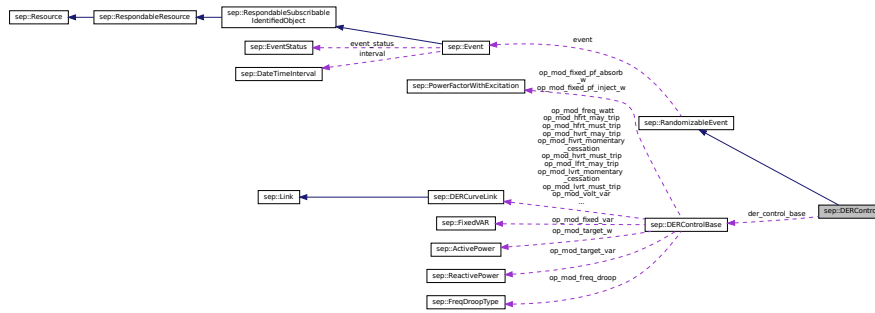 sep::Resource
sep::RespondableResource
sep::RespondableSubscribable
IdentifiedObject
sep::EventStatus
event_status
interval
sep::Event
event
sep::DateTimeInterval
sep::PowerFactorWithExcitation
op_mod_fixed_pf_absorb
_w
op_mod_fixed_pf_inject_w
op_mod_freq_watt
op_mod_hfrt_may_trip
op_mod_hfrt_must_trip
op_mod_hvrt_may_trip
op_mod_hvrt_momentary
_cessation
op_mod_hvrt_must_trip
op_mod_lfrt_may_trip
op_mod_lvrt_momentary
_cessation
op_mod_lvrt_must_trip
op_mod_volt_var
...
sep::RandomizableEvent
sep::Link
sep::DERCurveLink
sep::DERControl
der_control_base
sep::FixedVAR
op_mod_fixed_var
sep::DERControlBase
sep::ActivePower
op_mod_target_w
op_mod_target_var
sep::ReactivePower
op_mod_freq_droop
sep::FreqDroopType